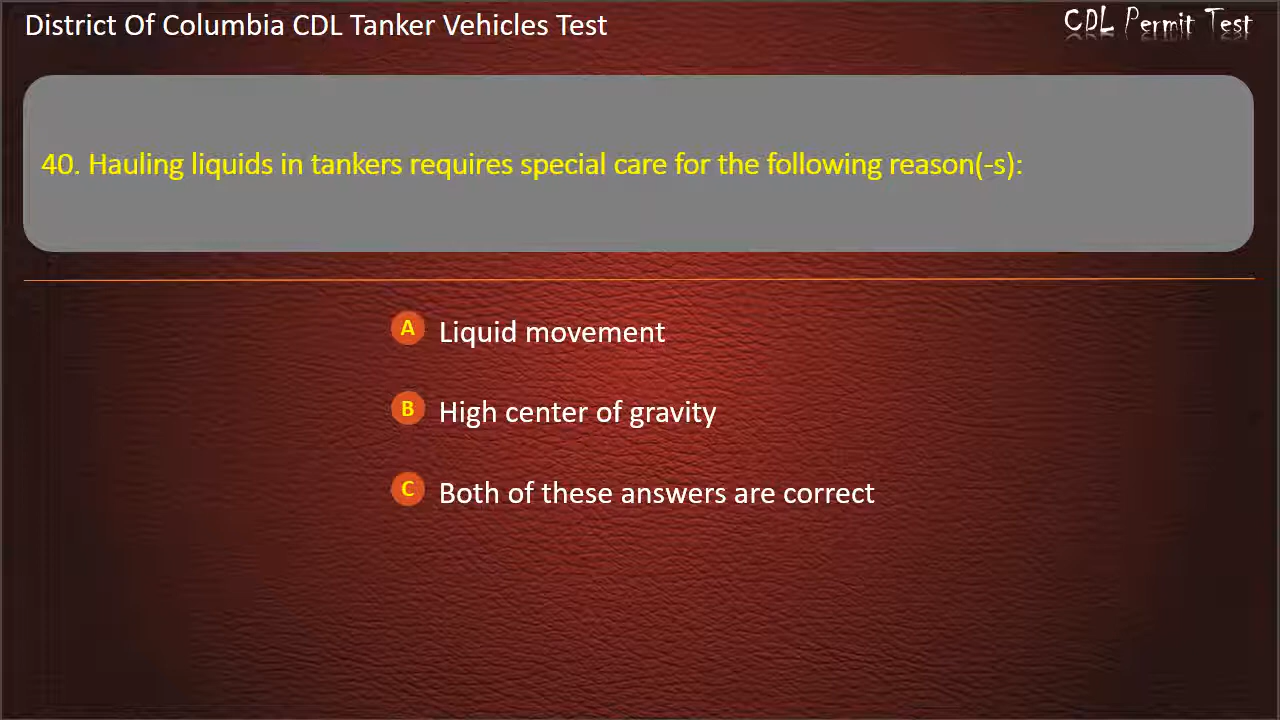 District Of Columbia CDL Tanker Vehicles Test
CDL Permit Test
40. Hauling liquids in tankers requires special care for the following reason(-s):
A Liquid movement
B High center of gravity
C Both of these answers are correct